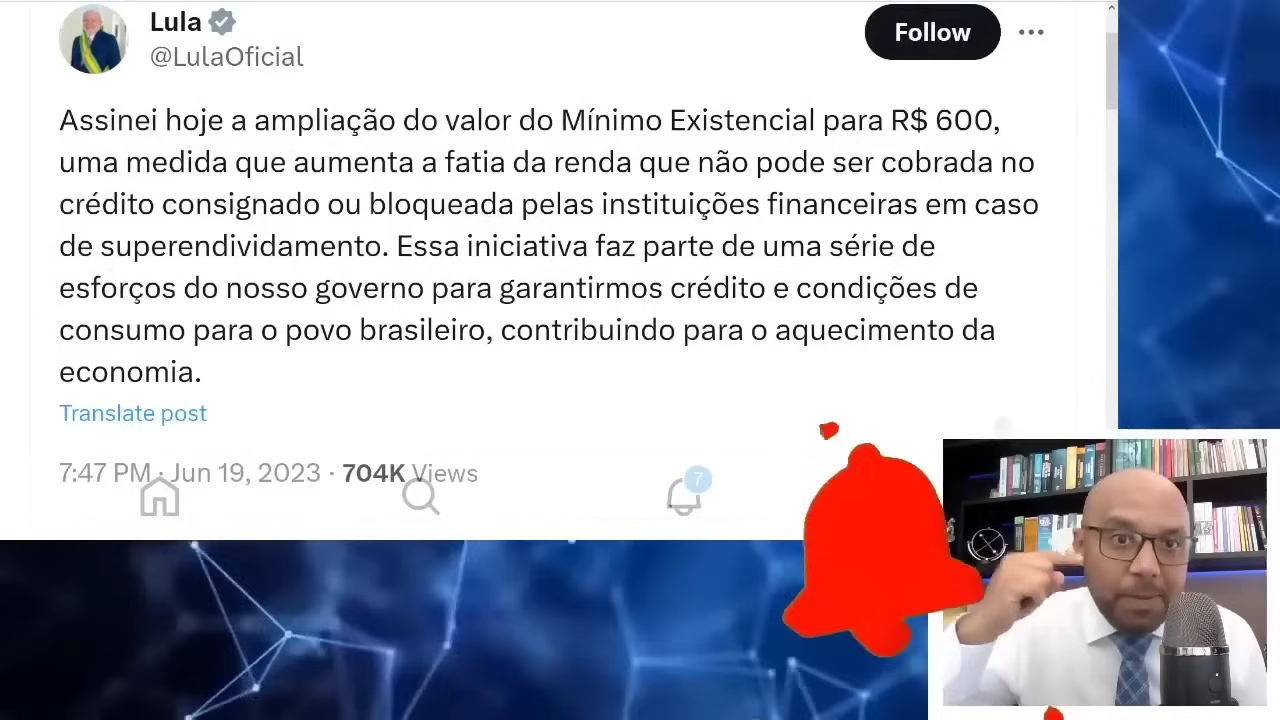 Lula
Follow
@LulaOficial
Assinei hoje a ampliação do valor do Mínimo Existencial para R$ 600,
uma medida que aumenta a fatia da renda que não pode ser cobrada no
crédito consignado ou bloqueada pelas instituições financeiras em caso
de superendividamento. Essa iniciativa faz parte de uma série de
esforços do nosso governo para garantirmos crédito e condições de
consumo para o povo brasileiro, contribuindo para o aquecimento da
economia.
Translate post
7:47 PM · Jun 19, 2023 · 704K Views
7